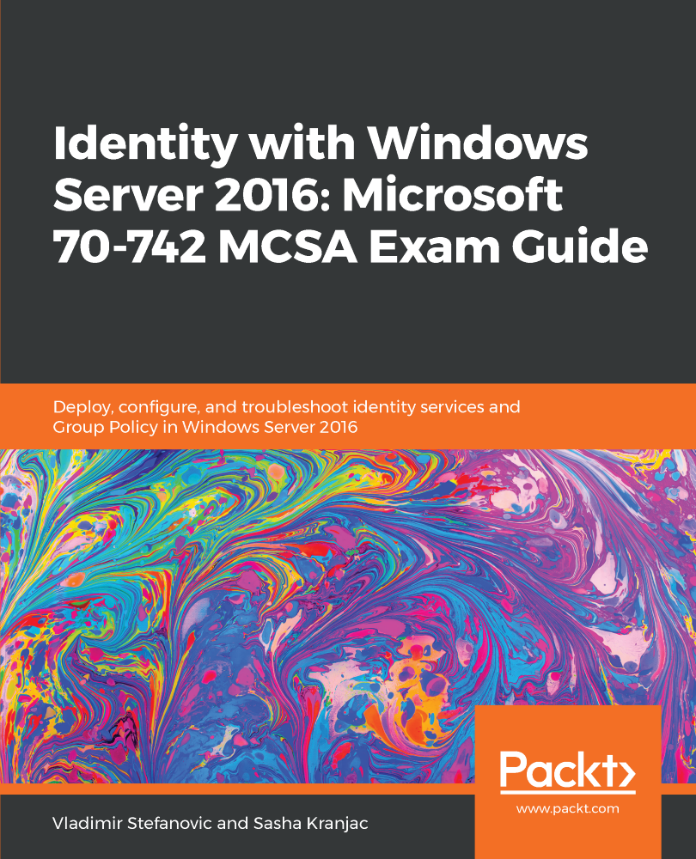 Identity with Windows
Server 2016: Microsoft
70-742 MCSA Exam Guide
Deploy, configure, and troubleshoot identity services and
Group Policy in Windows Server 2016
Packt>
www.packt.com
Vladimir Stefanovic and Sasha Kranjac